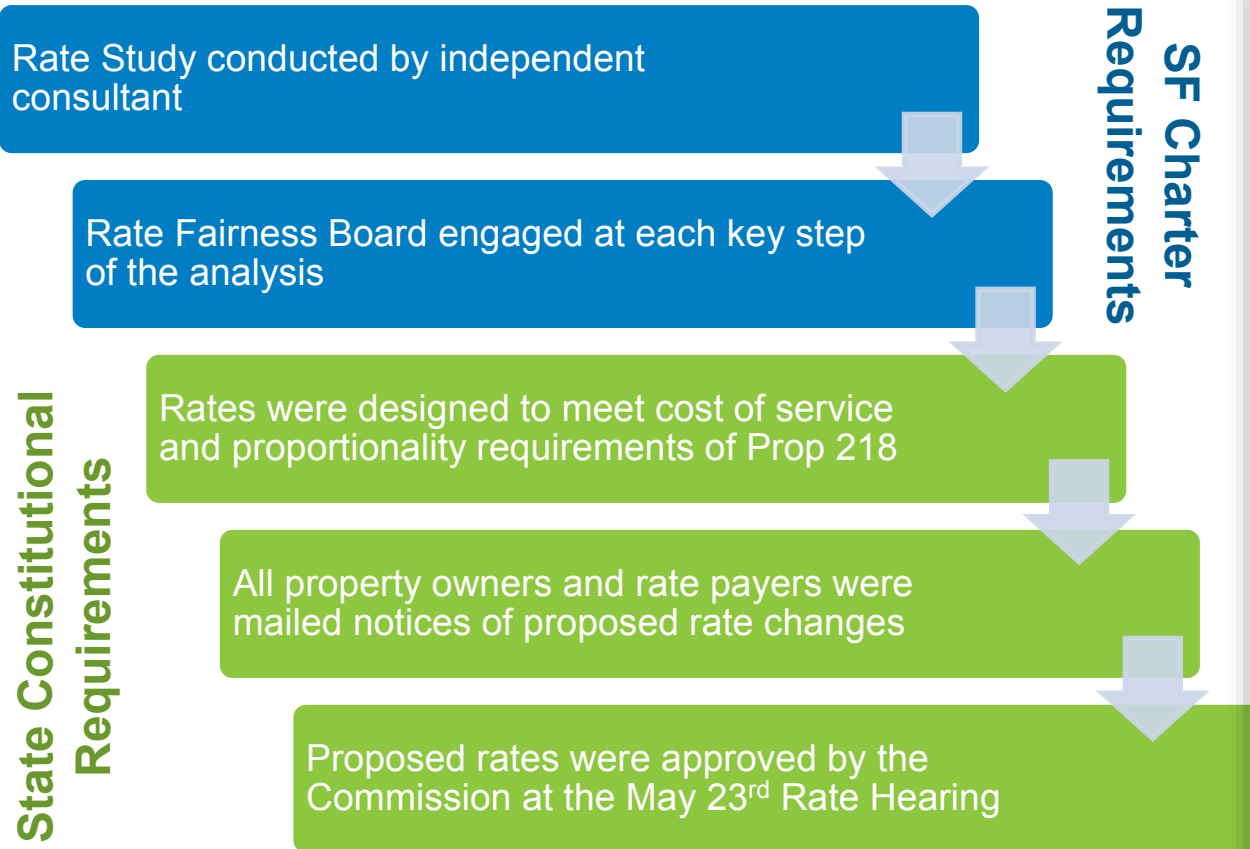 Rate Study conducted by independent
consultant
SF Charter
Requirements
Rate Fairness Board engaged at each key step
of the analysis
Rates were designed to meet cost of service
and proportionality requirements of Prop 218
State Constitutional
Requirements
All property owners and rate payers were
mailed notices of proposed rate changes
Proposed rates were approved by the
Commission at the May 23rd Rate Hearing